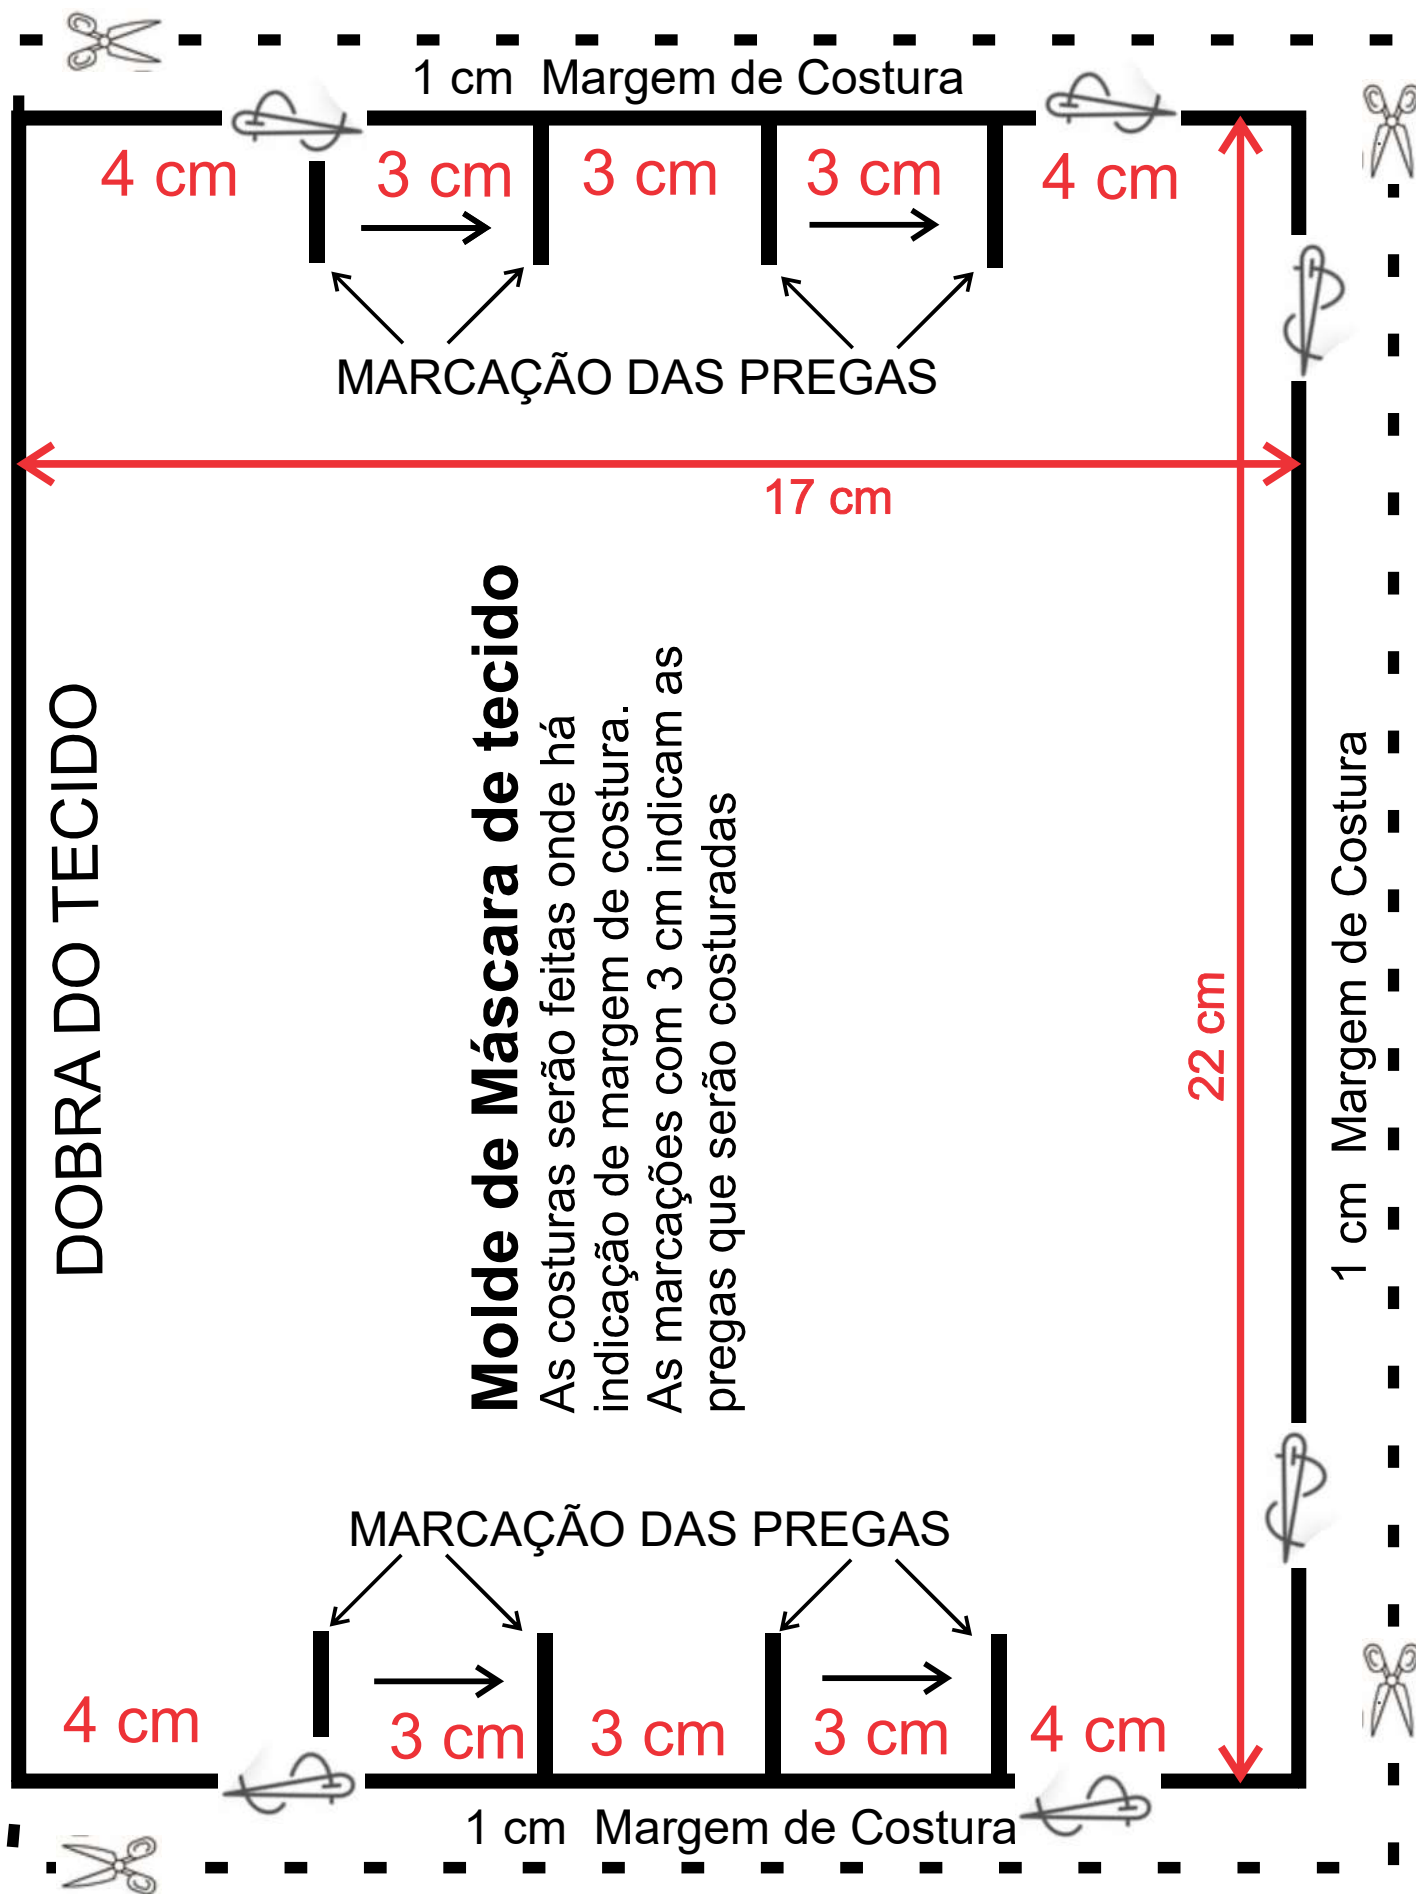 1 cm  Margem de Costura
4 cm
3 cm
3 cm
3 cm
4 cm
MARCAÇÃO DAS PREGAS
17 cm
DOBRA DO TECIDO
Molde de Máscara de tecido
As costuras serão feitas onde há
indicação de margem de costura.
As marcações com 3 cm indicam as
pregas que serão costuradas
22 cm
1 cm  Margem de Costura
MARCAÇÃO DAS PREGAS
4 cm
3 cm
3 cm
3 cm
4 cm
1 cm  Margem de Costura